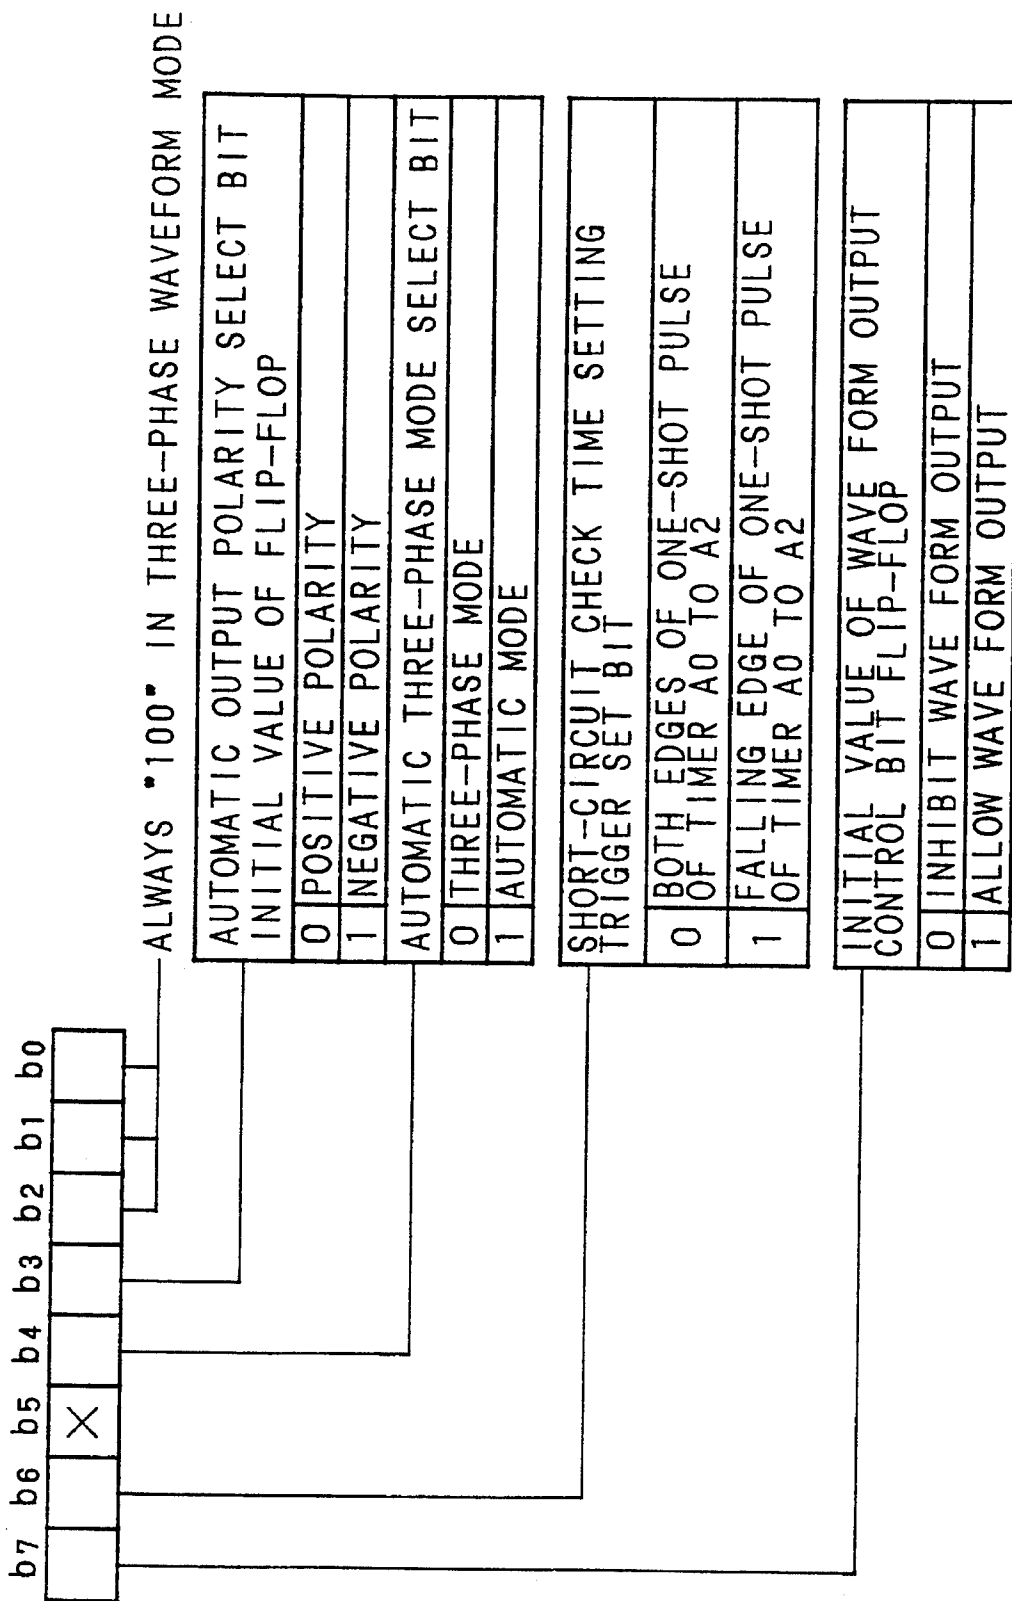 b7 b6 b5 b4 b3 b2 b1 b0
ALWAYS "100" IN THREE-PHASE WAVEFORM MODE
AUTOMATIC OUTPUT POLARITY SELECT BIT
INITIAL VALUE OF FLIP-FLOP
0 POSITIVE POLARITY
1 NEGATIVE POLARITY
AUTOMATIC THREE-PHASE MODE SELECT BIT
0 THREE-PHASE MODE
1 AUTOMATIC MODE
SHORT-CIRCUIT CHECK TIME SETTING
TRIGGER SET BIT
0 BOTH EDGES OF ONE-SHOT PULSE
OF TIMER A0 TO A2
1 FALLING EDGE OF ONE-SHOT PULSE
OF TIMER A0 TO A2
INITIAL VALUE OF WAVE FORM OUTPUT
CONTROL BIT FLIP-FLOP
0 INHIBIT WAVE FORM OUTPUT
1 ALLOW WAVE FORM OUTPUT